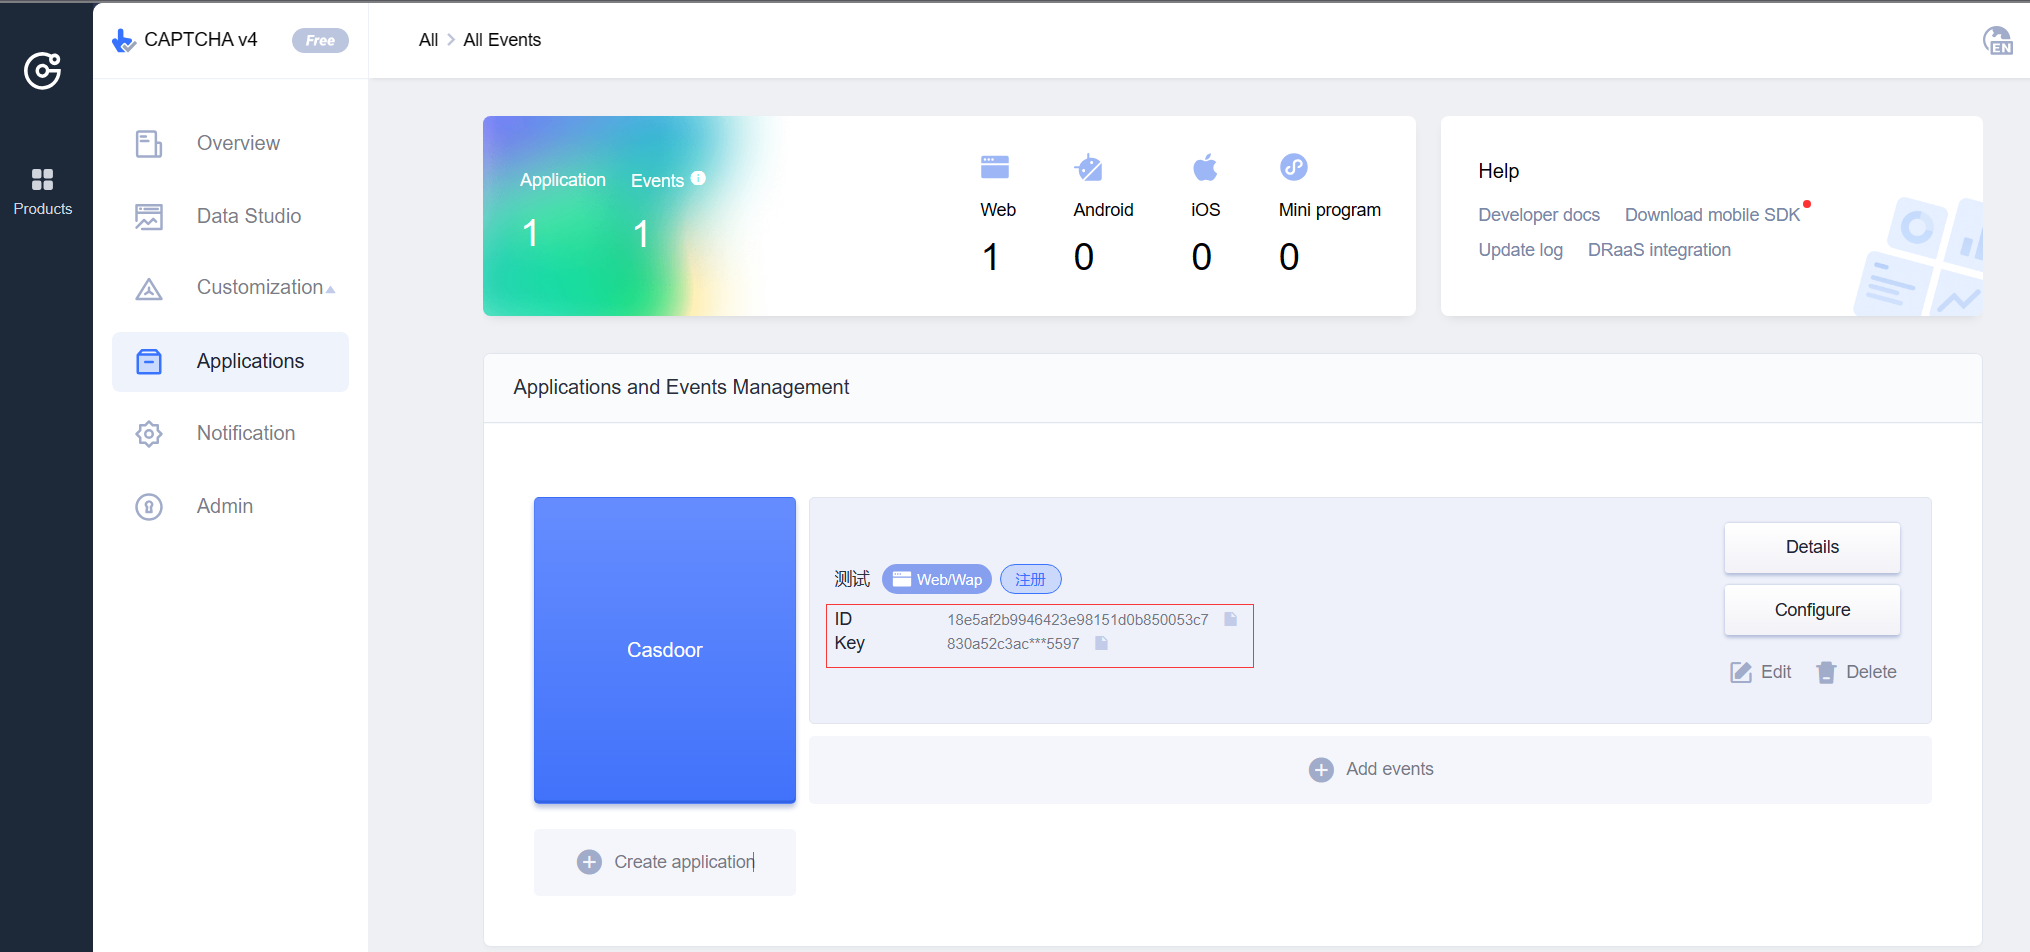 CAPTCHA v4 Free
All > All Events
EN
Products
Overview
Data Studio
Customization
Applications
Notification
Admin
Application Events
1 1
Web Android iOS Mini program
1 0 0 0
Help
Developer docs Download mobile SDK
Update log DRaaS integration
Applications and Events Management
Casdoor
测试 Web/Wap 注册
ID 18e5af2b9946423e98151d0b850053c7
Key 830a52c3ac***5597
Details
Configure
Edit Delete
Add events
Create application